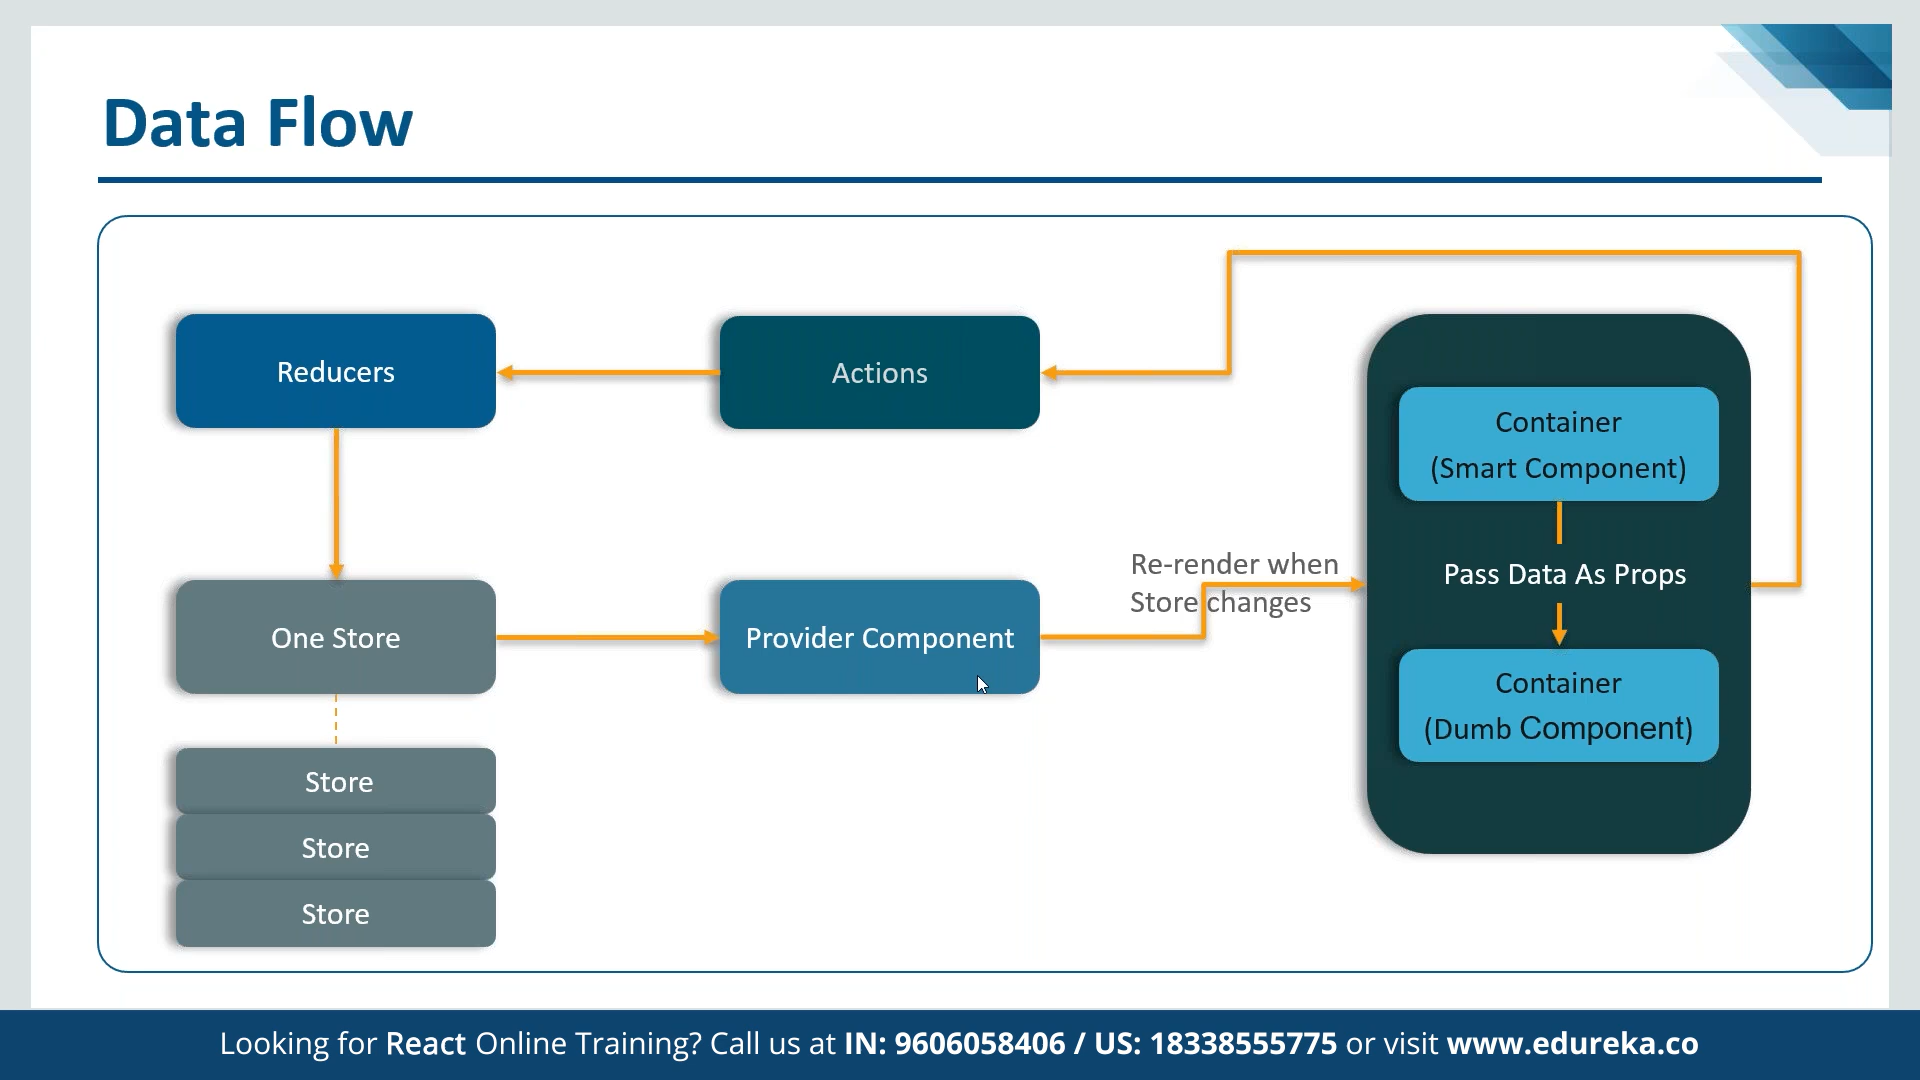 Data Flow
Reducers
Actions
Container
(Smart Component)
Re-render when
Store changes
Pass Data As Props
One Store
Provider Component
Container
(Dumb Component)
Store
Store
Store
Looking for React Online Training? Call us at IN: 9606058406 / US: 18338555775 or visit www.edureka.co